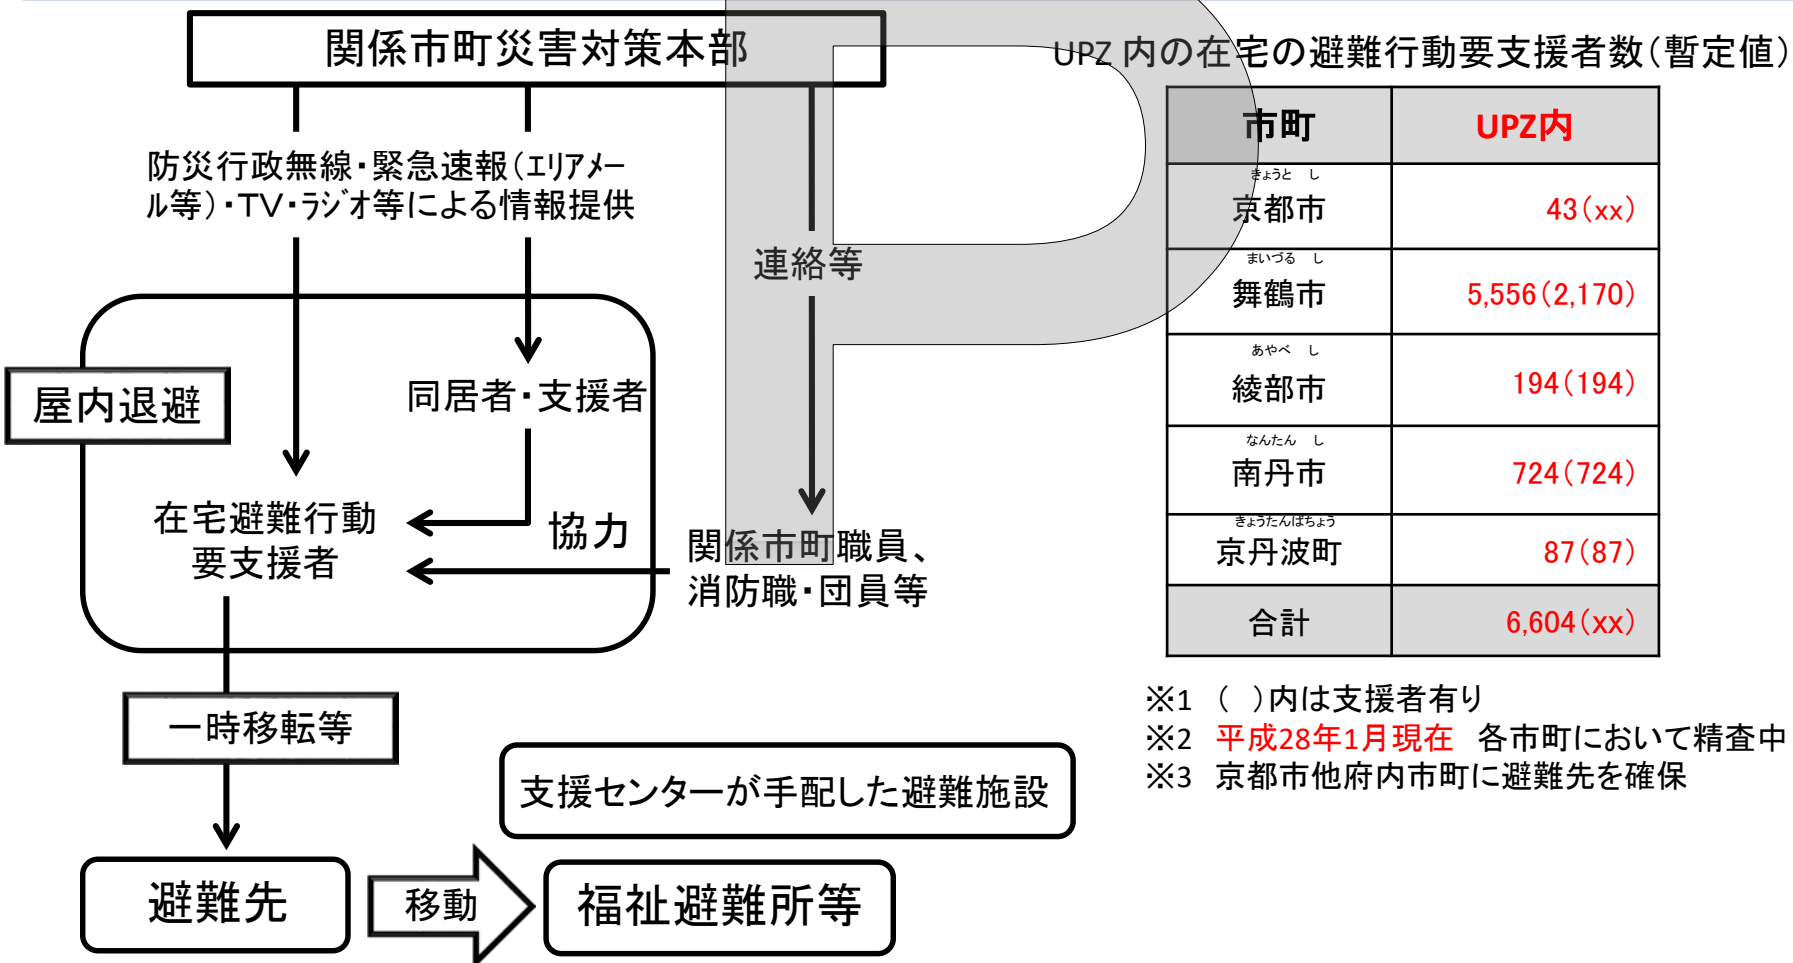 関係市町災害対策本部
防災行政無線・緊急速報（エリアメー
ル等）・TV・ラジオ等による情報提供
連絡等
屋内退避
同居者・支援者
在宅避難行動
要支援者
協力
関係市町職員、
消防職・団員等
一時移転等
支援センターが手配した避難施設
避難先
移動
福祉避難所等
P
UPZ 内の在宅の避難行動要支援者数（暫定値）
市町 UPZ内
きょうと し
京都市 43（xx）
まいづる し
舞鶴市 5,556（2,170）
あやべ し
綾部市 194（194）
なんたん し
南丹市 724（724）
きょうたんばちょう
京丹波町 87（87）
合計 6,604（xx）
※1 （ ）内は支援者有り
※2 平成28年1月現在 各市町において精査中
※3 京都市他府内市町に避難先を確保